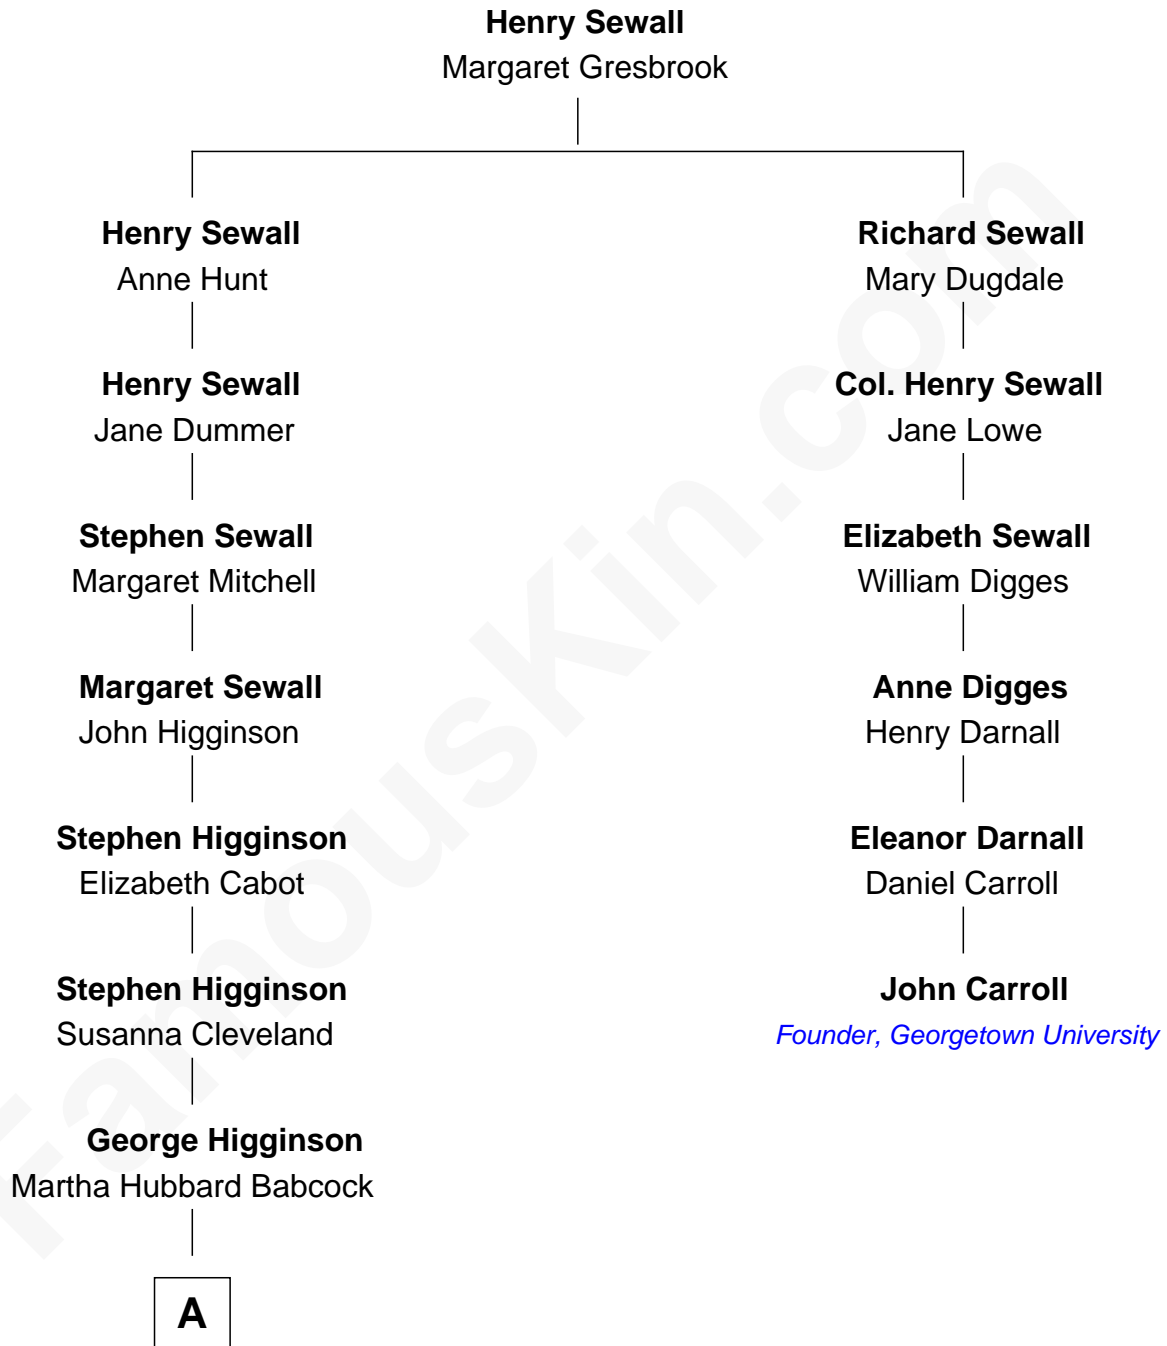 Henry Sewall
Margaret Gresbrook
Henry Sewall
Anne Hunt
Henry Sewall
Jane Dummer
Stephen Sewall
Margaret Mitchell
Margaret Sewall
John Higginson
Stephen Higginson
Elizabeth Cabot
Stephen Higginson
Susanna Cleveland
George Higginson
Martha Hubbard Babcock
A
Richard Sewall
Mary Dugdale
Col. Henry Sewall
Jane Lowe
Elizabeth Sewall
William Digges
Anne Digges
Henry Darnall
Eleanor Darnall
Daniel Carroll
John Carroll
Founder, Georgetown University
FamousKin.com